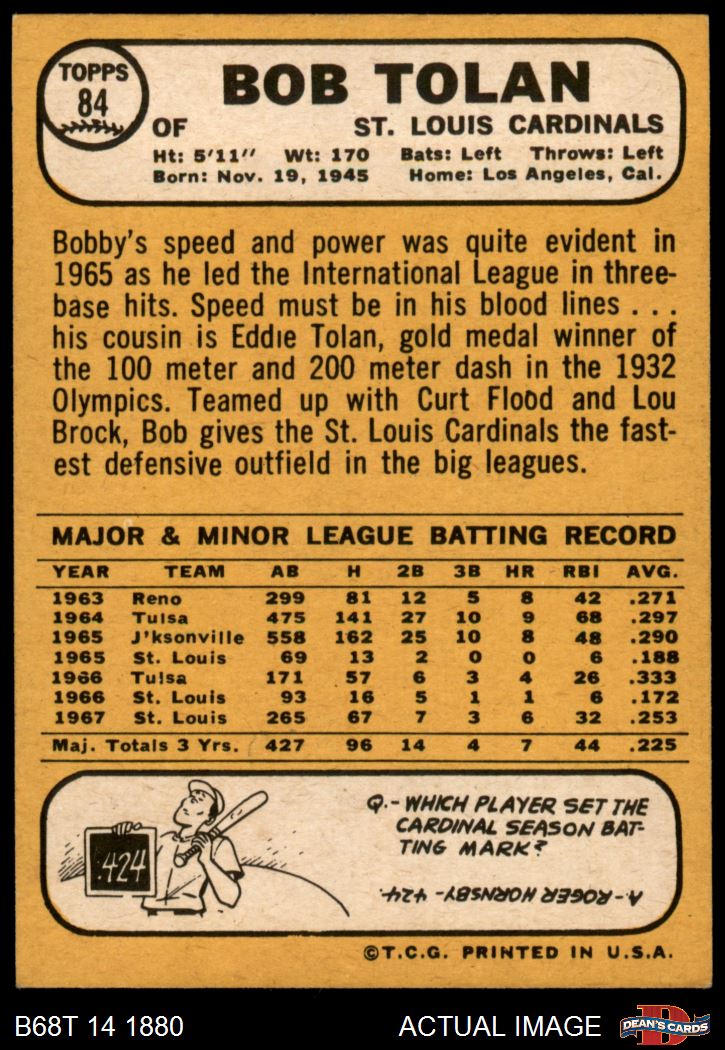 TOPPS
84
BOB TOLAN
OF ST. LOUIS CARDINALS
Ht: 5'11" Wt: 170 Bats: Left Throws: Left
Born: Nov. 19, 1945 Home: Los Angeles, Cal.
Bobby's speed and power was quite evident in
1965 as he led the International League in three-
base hits. Speed must be in his blood lines . . .
his cousin is Eddie Tolan, gold medal winner of
the 100 meter and 200 meter dash in the 1932
Olympics. Teamed up with Curt Flood and Lou
Brock, Bob gives the St. Louis Cardinals the fast-
est defensive outfield in the big leagues.
MAJOR & MINOR LEAGUE BATTING RECORD
YEAR TEAM AB H 2B 3B HR RBI AVG.
1963 Reno 299 81 12 5 8 42 .271
1964 Tulsa 475 141 27 10 9 68 .297
1965 J'ksonville 558 162 25 10 8 48 .290
1965 St. Louis 69 13 2 0 0 6 .188
1966 Tulsa 171 57 6 3 4 26 .333
1966 St. Louis 93 16 5 1 1 6 .172
1967 St. Louis 265 67 7 3 6 32 .253
Maj. Totals 3 Yrs. 427 96 14 4 7 44 .225
.424
Q.- WHICH PLAYER SET THE
CARDINAL SEASON BAT-
TING MARK?
A- ROGER HORNSBY- 424.
©T.C.G. PRINTED IN U.S.A.
B68T 14 1880 ACTUAL IMAGE
D
DEAN'S CARDS